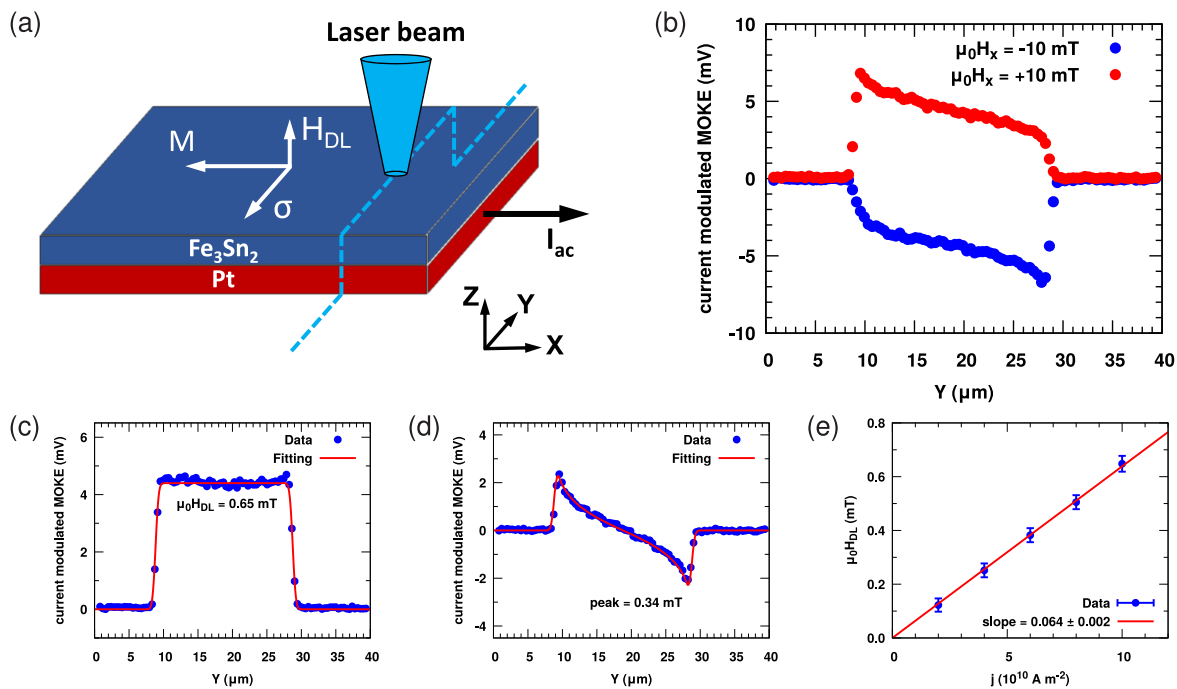 (a)
Laser beam
H_DL
M
σ
I_ac
Fe₃Sn₂
Pt
Z
Y
X
(b)
current modulated MOKE (mV)
10
5
0
-5
-10
μ₀Hₓ = -10 mT
μ₀Hₓ = +10 mT
0 5 10 15 20 25 30 35 40
Y (μm)
(c)
current modulated MOKE (mV)
6
4
2
0
Data
Fitting
μ₀H_DL = 0.65 mT
0 5 10 15 20 25 30 35 40
Y (μm)
(d)
current modulated MOKE (mV)
4
2
0
-2
-4
Data
Fitting
peak = 0.34 mT
0 5 10 15 20 25 30 35 40
Y (μm)
(e)
μ₀H_DL (mT)
0.8
0.6
0.4
0.2
0.0
Data
slope = 0.064 ± 0.002
0 5 10
j (10¹⁰ A m⁻²)